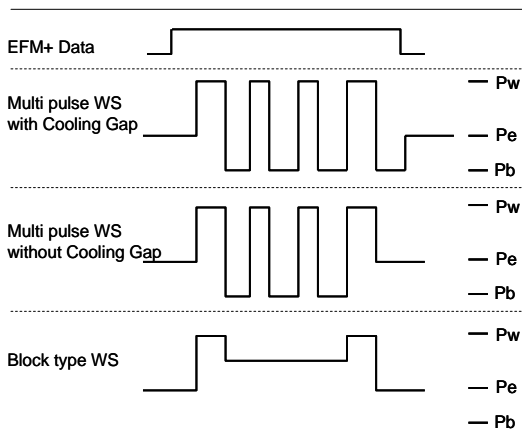 EFM+ Data
Multi pulse WS
with Cooling Gap
Pw
Pe
Pb
Multi pulse WS
without Cooling Gap
Pw
Pe
Pb
Block type WS
Pw
Pe
Pb